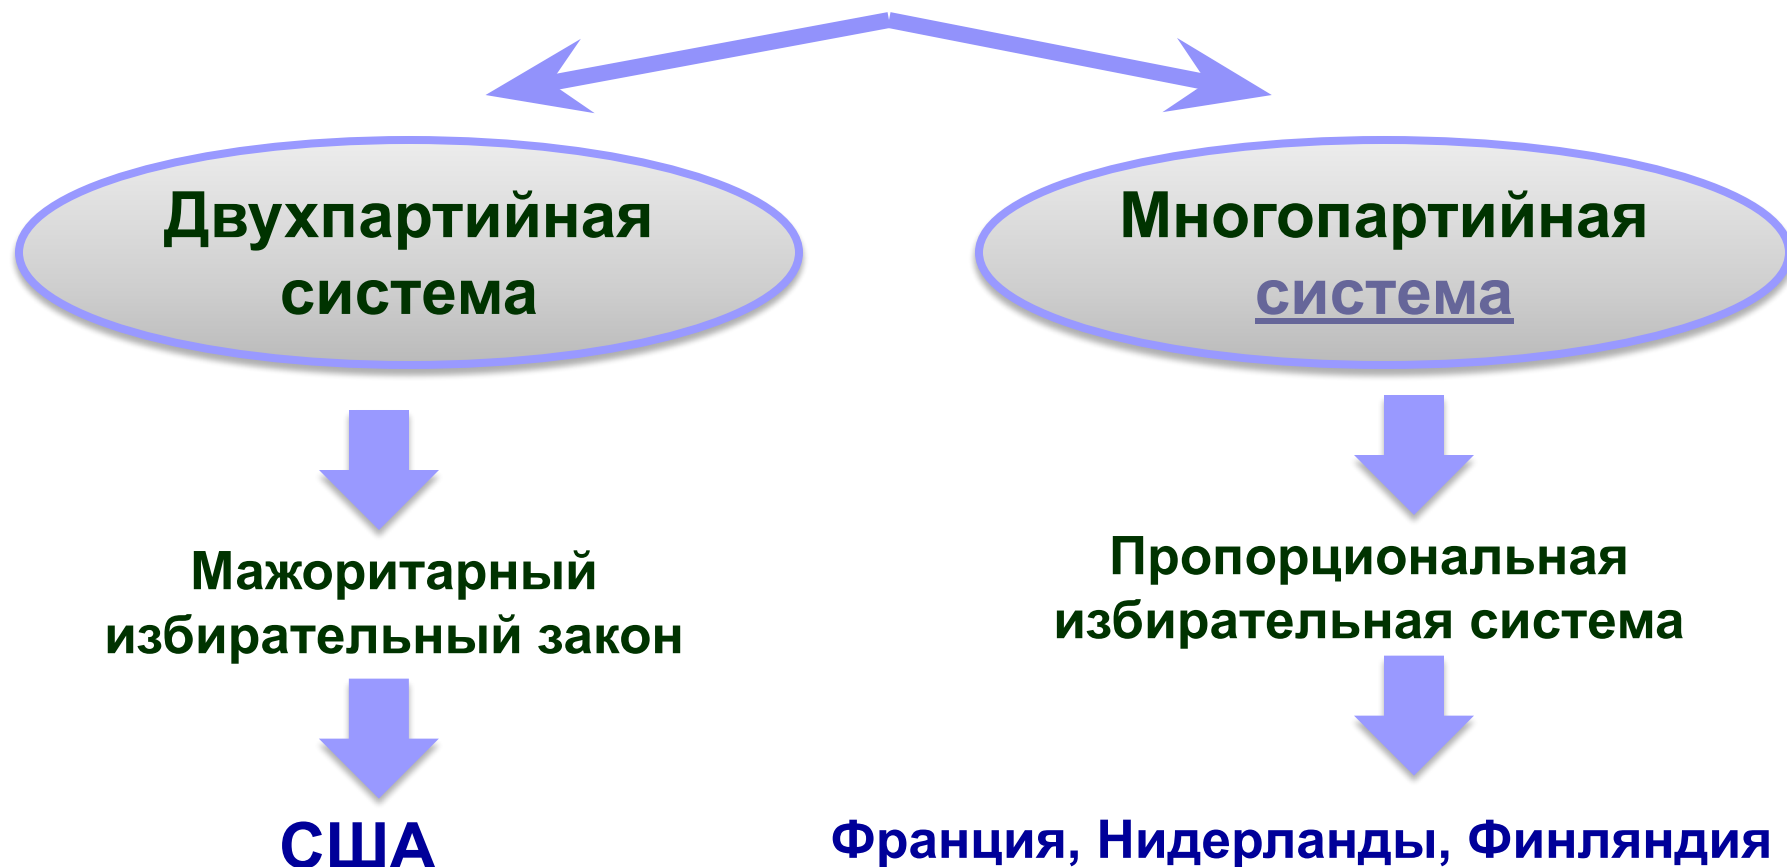 Двухпартийная
система
Многопартийная
система
Мажоритарный
избирательный закон
Пропорциональная
избирательная система
США
Франция, Нидерланды, Финляндия